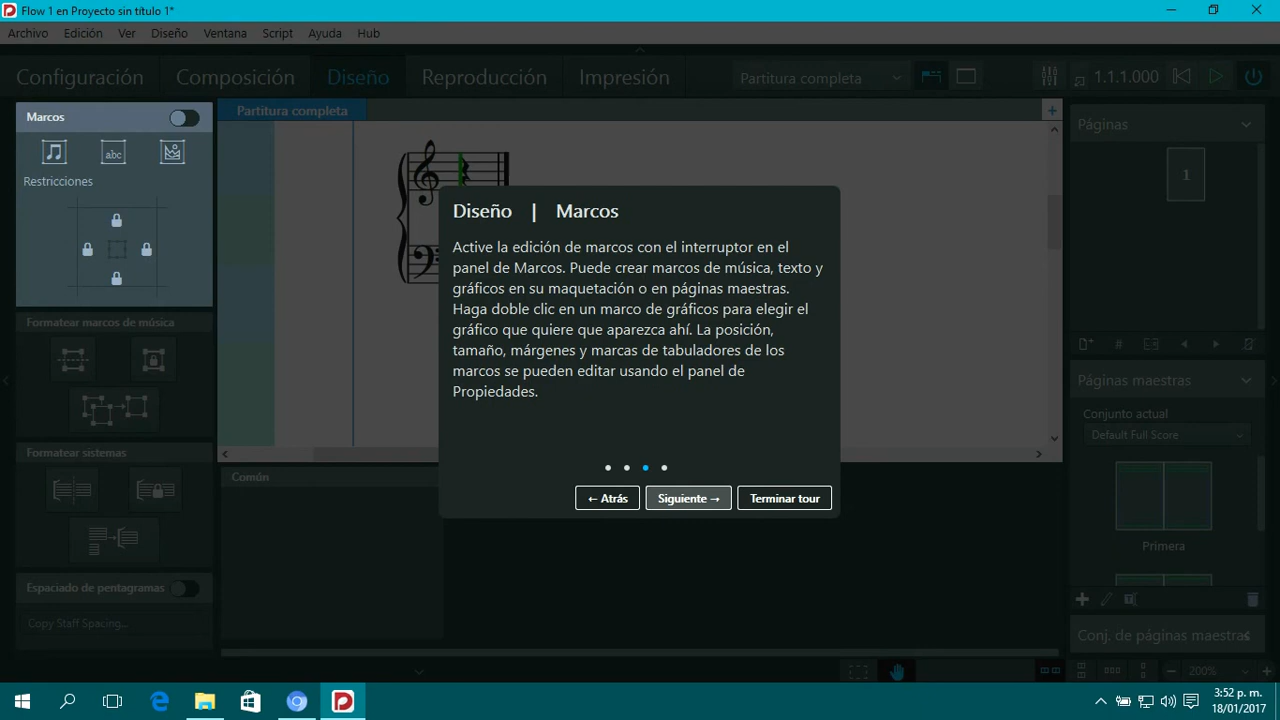 Flow 1 en Proyecto sin título 1*
Archivo Edición Ver Diseño Ventana Script Ayuda Hub
Configuración Composición Diseño Reproducción Impresión Partitura completa 1.1.1.000
Marcos
abc
Restricciones
Formatear marcos de música
Formatear sistemas
Espaciado de pentagramas
Copy Staff Spacing...
Partitura completa
+
Diseño | Marcos
Active la edición de marcos con el interruptor en el
panel de Marcos. Puede crear marcos de música, texto y
gráficos en su maquetación o en páginas maestras.
Haga doble clic en un marco de gráficos para elegir el
gráfico que quiere que aparezca ahí. La posición,
tamaño, márgenes y marcas de tabuladores de los
marcos se pueden editar usando el panel de
Propiedades.
← Atrás Siguiente → Terminar tour
Común
Páginas
1
#
Páginas maestras
Conjunto actual
Default Full Score
Primera
Conj. de páginas maestras
200%
3:52 p. m.
18/01/2017